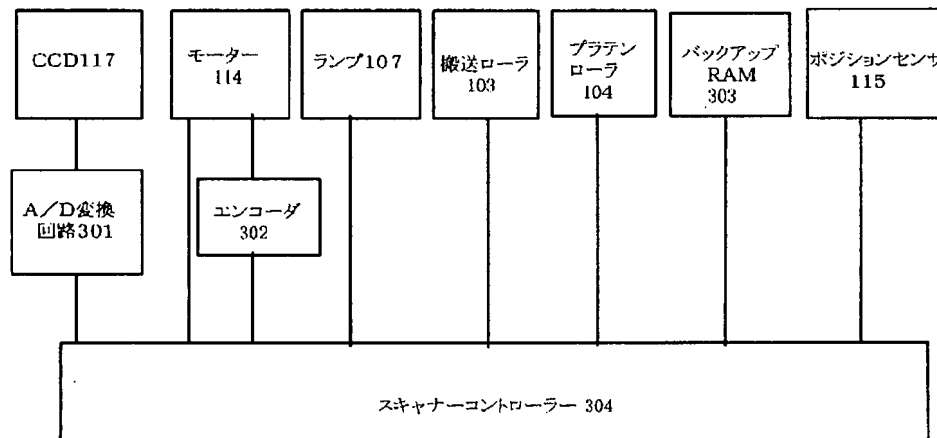 CCD117
モーター
114
ランプ107
搬送ローラ
103
プラテン
ローラ
104
バックアップ
RAM
303
ポジションセンサ
115
A/D変換
回路301
エンコーダ
302
スキャナーコントローラー 304